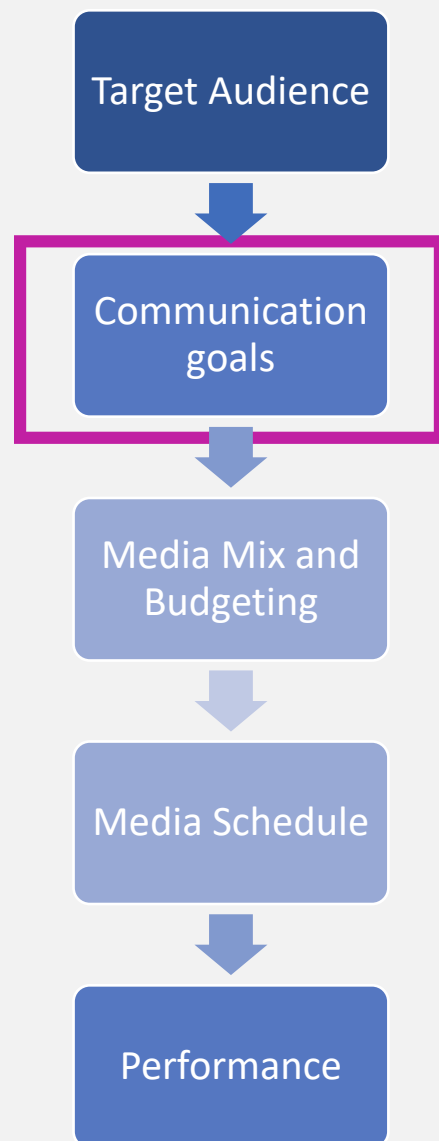 Target Audience
Communication
goals
Media Mix and
Budgeting
Media Schedule
Performance